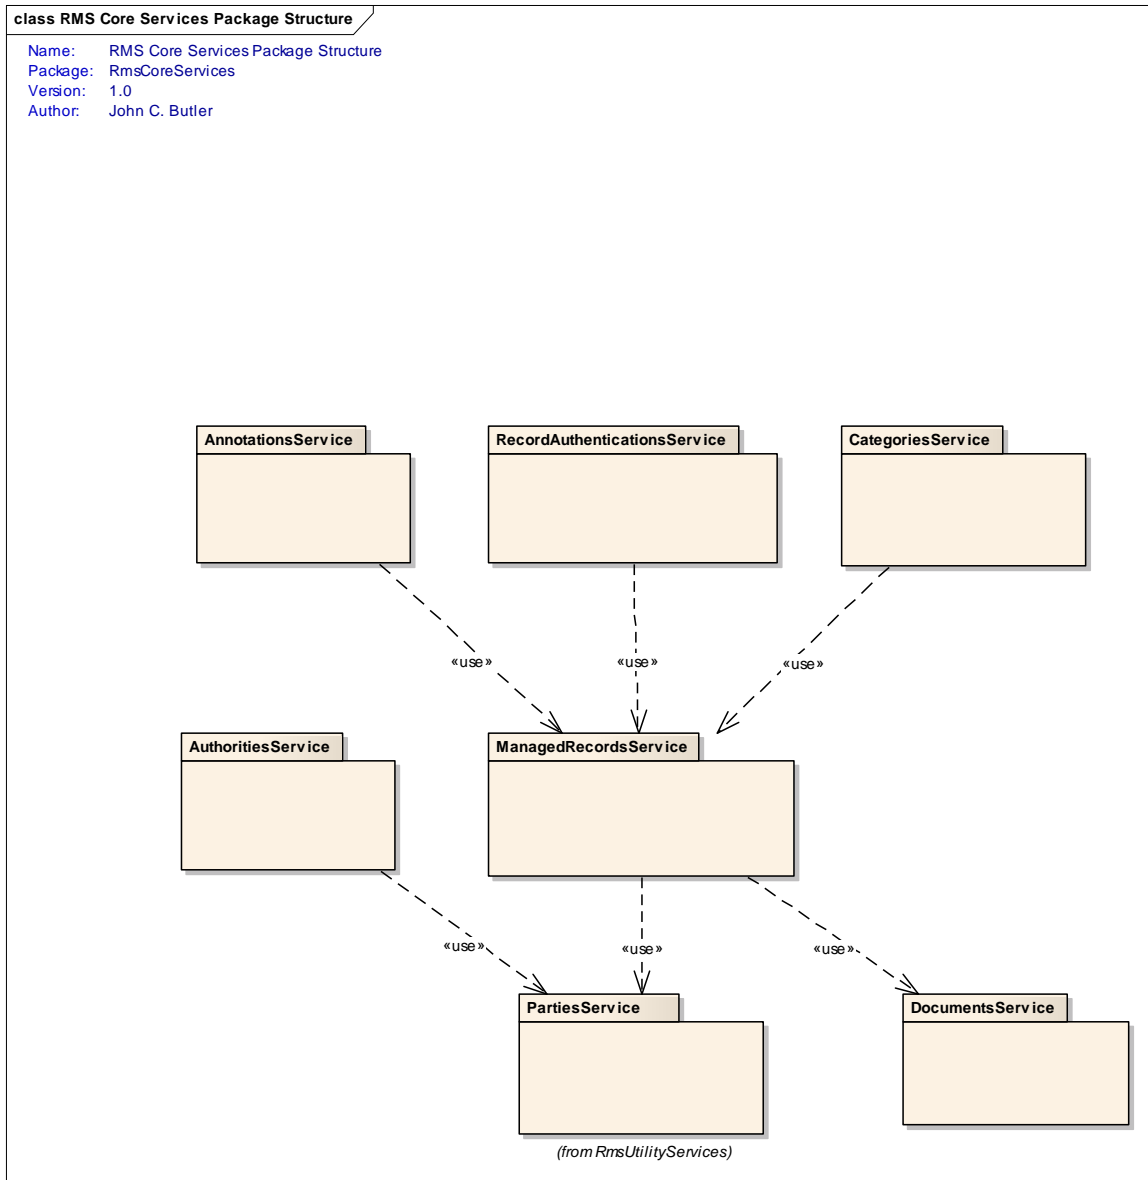 class RMS Core Services Package Structure
Name: RMS Core Services Package Structure
Package: RmsCoreServices
Version: 1.0
Author: John C. Butler
AnnotationsService
RecordAuthenticationsService
CategoriesService
«use»
«use»
«use»
AuthoritiesService
ManagedRecordsService
«use»
«use»
«use»
PartiesService
DocumentsService
(from RmsUtilityServices)